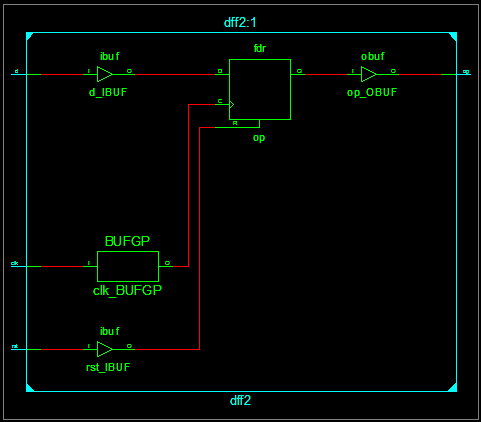 dff2:1
ibuf
fdr
obuf
d
I
O
D
Q
I
O
op
d_IBUF
op_OBUF
C
R
op
BUFGP
clk
I
O
clk_BUFGP
ibuf
rst
I
O
rst_IBUF
dff2